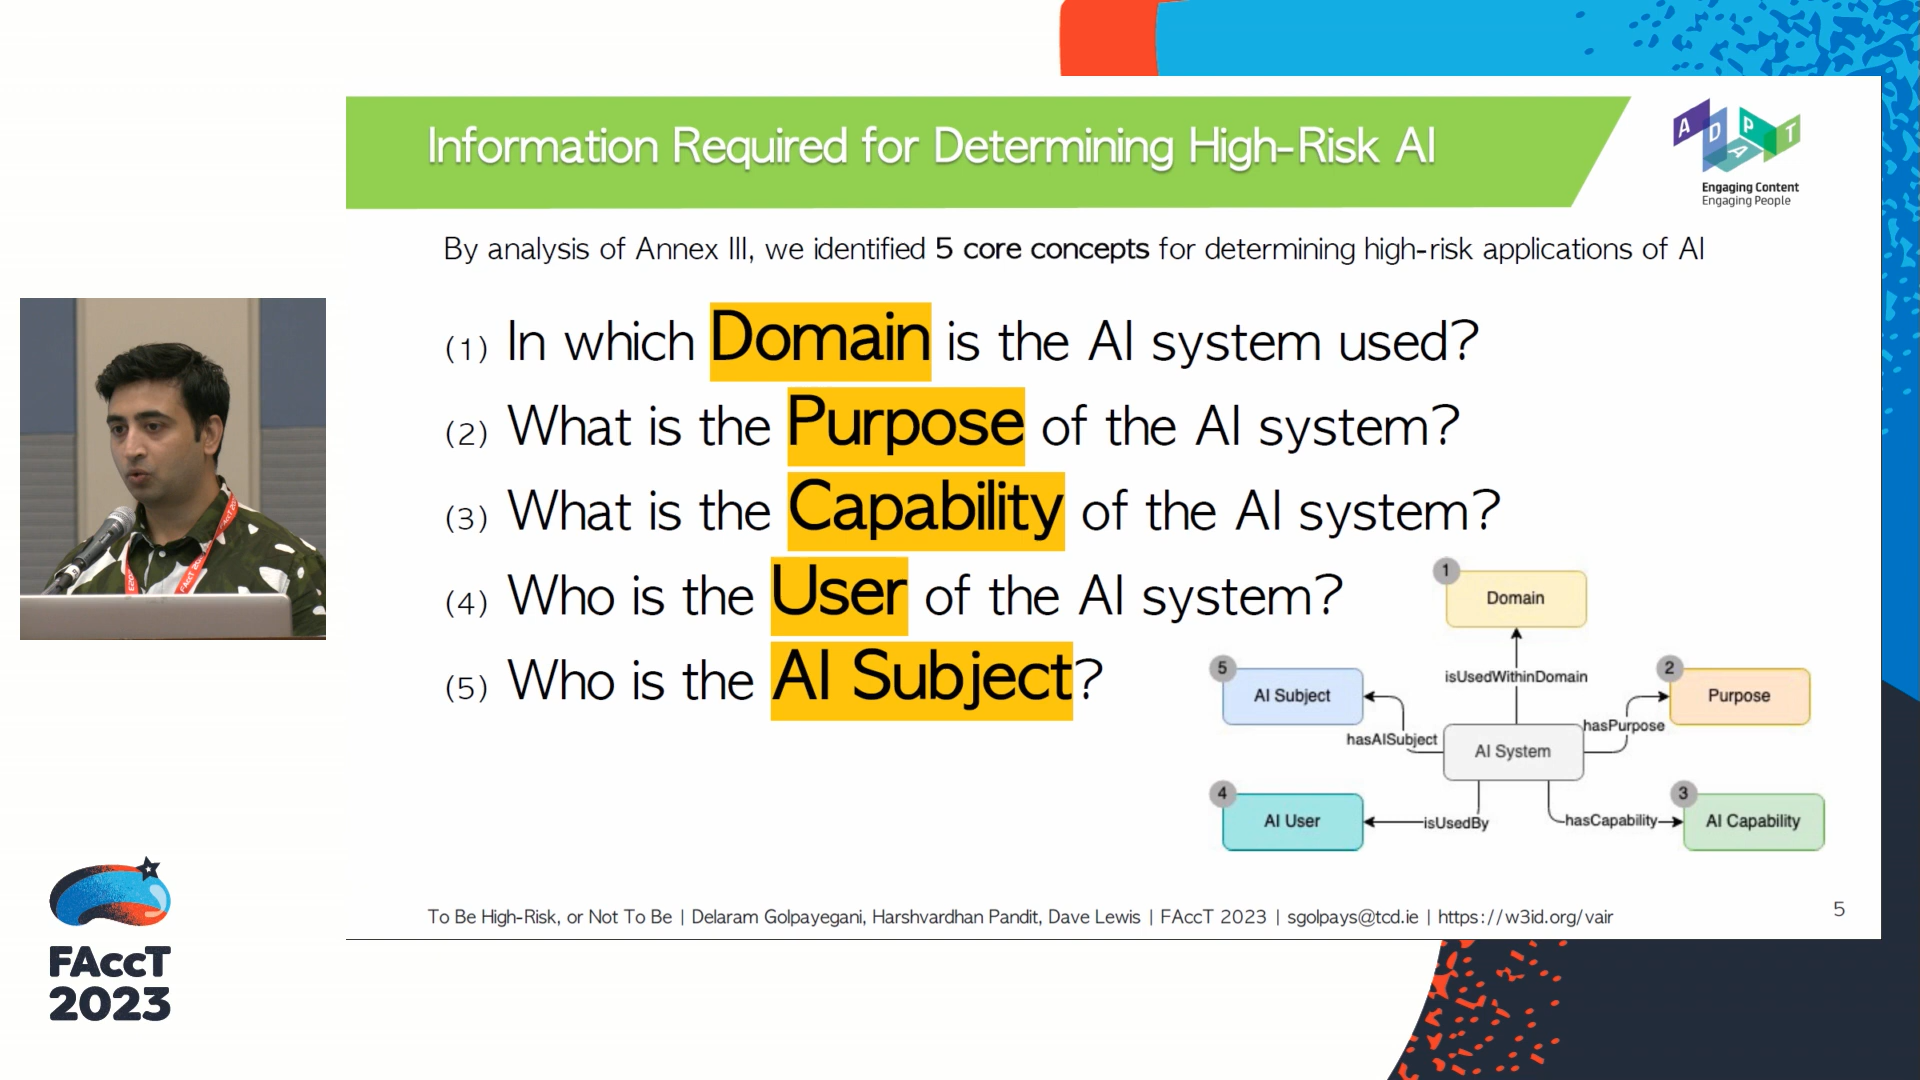 Information Required for Determining High-Risk AI
A D A P T
Engaging Content
Engaging People
By analysis of Annex III, we identified 5 core concepts for determining high-risk applications of AI
(1) In which Domain is the AI system used?
(2) What is the Purpose of the AI system?
(3) What is the Capability of the AI system?
(4) Who is the User of the AI system?
(5) Who is the AI Subject?
1
Domain
isUsedWithinDomain
5
AI Subject
hasAISubject
2
Purpose
hasPurpose
AI System
4
AI User
isUsedBy
3
AI Capability
hasCapability
To Be High-Risk, or Not To Be | Delaram Golpayegani, Harshvardhan Pandit, Dave Lewis | FAccT 2023 | sgolpays@tcd.ie | https://w3id.org/vair
5
FAccT
2023